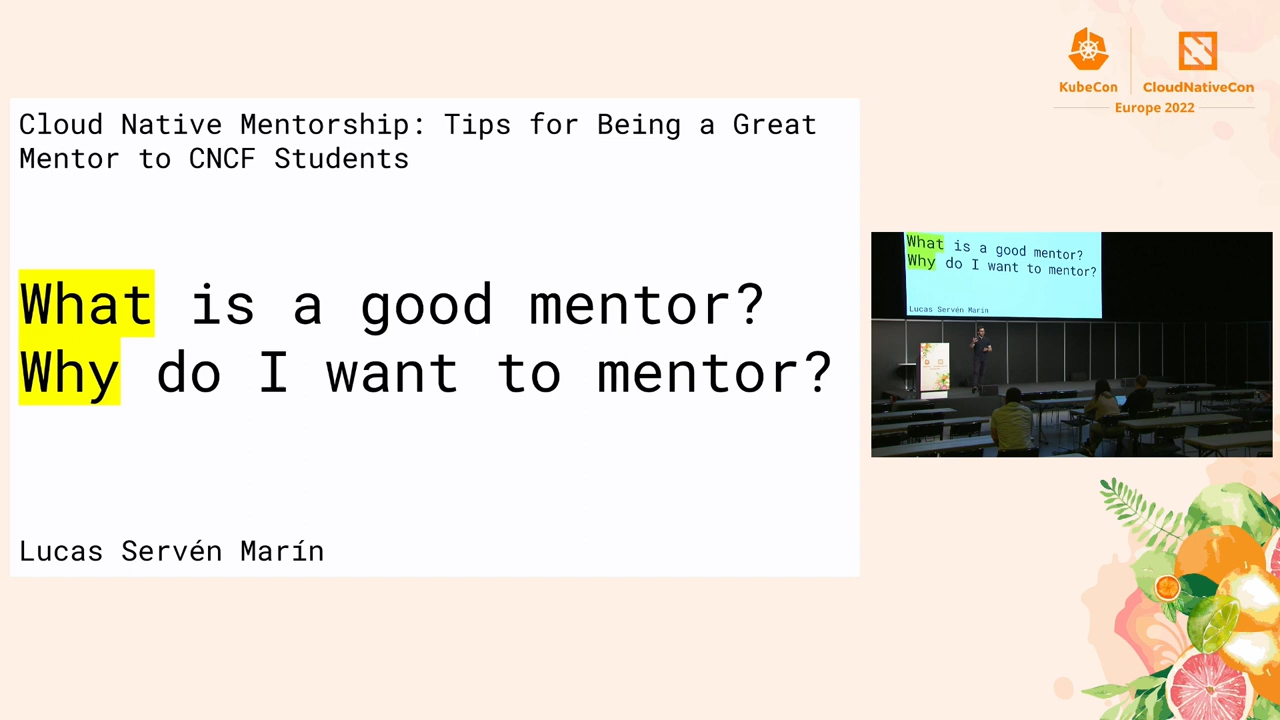 KubeCon
CloudNativeCon
Europe 2022
Cloud Native Mentorship: Tips for Being a Great
Mentor to CNCF Students
What is a good mentor?
Why do I want to mentor?
Lucas Servén Marín
What is a good mentor?
Why do I want to mentor?
Lucas Servén Marín